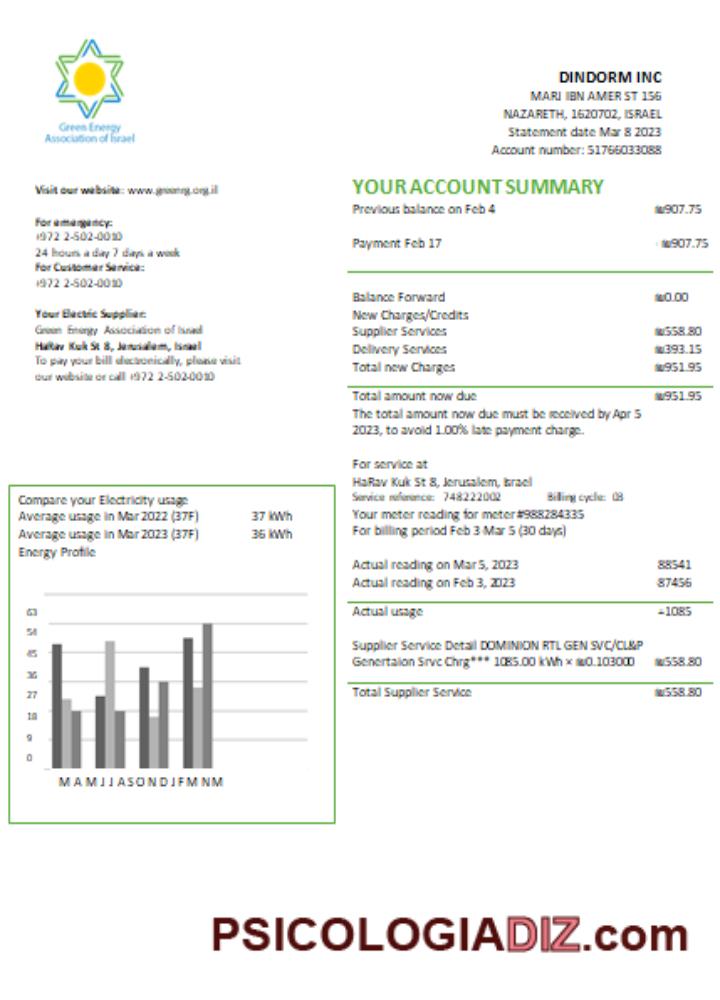 Green Energy
Association of Israel
DINDORM INC
MARJ IBN AMER ST 156
NAZARETH, 1620702, ISRAEL
Statement date Mar 8 2023
Account number: 51766033088
Visit our website: www.greenrg.org.il
For emergency:
+972 2-502-0010
24 hours a day 7 days a week
For Customer Service:
+972 2-502-0010
Your Electric Supplier:
Green Energy Association of Israel
HaRav Kuk St 8, Jerusalem, Israel
To pay your bill electronically, please visit
our website or call +972 2-502-0010
YOUR ACCOUNT SUMMARY
Previous balance on Feb 4 ₪907.75
Payment Feb 17 - ₪907.75
Balance Forward ₪0.00
New Charges/Credits
Supplier Services ₪558.80
Delivery Services ₪393.15
Total new Charges ₪951.95
Total amount now due ₪951.95
The total amount now due must be received by Apr 5
2023, to avoid 1.00% late payment charge.
For service at
HaRav Kuk St 8, Jerusalem, Israel
Service reference: 748222002 Billing cycle: 03
Your meter reading for meter#988284335
For billing period Feb 3-Mar 5 (30 days)
Actual reading on Mar 5, 2023 88541
Actual reading on Feb 3, 2023 87456
Actual usage =1085
Supplier Service Detail DOMINION RTL GEN SVC/CL&P
Genertaion Srvc Chrg*** 1085.00 kWh × ₪0.103000 ₪558.80
Total Supplier Service ₪558.80
Compare your Electricity usage
Average usage in Mar 2022 (37F) 37 kWh
Average usage in Mar 2023 (37F) 36 kWh
Energy Profile
63
54
45
36
27
18
9
0
M A M J J A S O N D J F M N M
PSICOLOGIADIZ.com